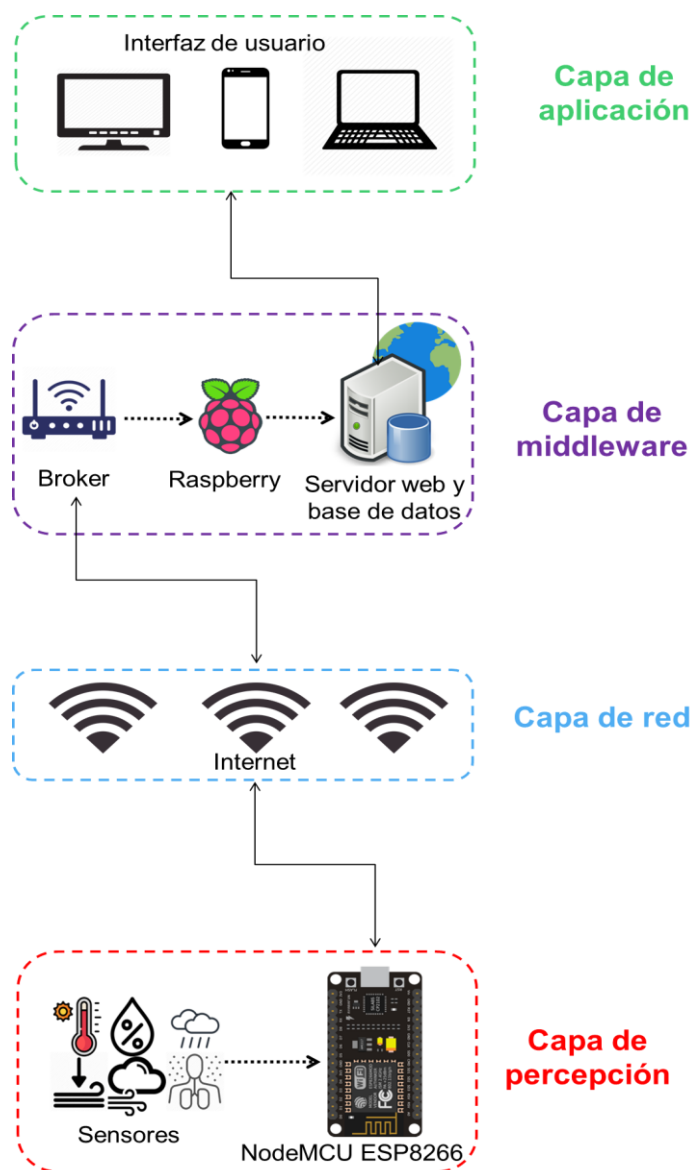 Interfaz de usuario
Capa de
aplicación
Broker
Raspberry
Servidor web y
base de datos
Capa de
middleware
Internet
Capa de red
Sensores
NodeMCU ESP8266
Capa de
percepción